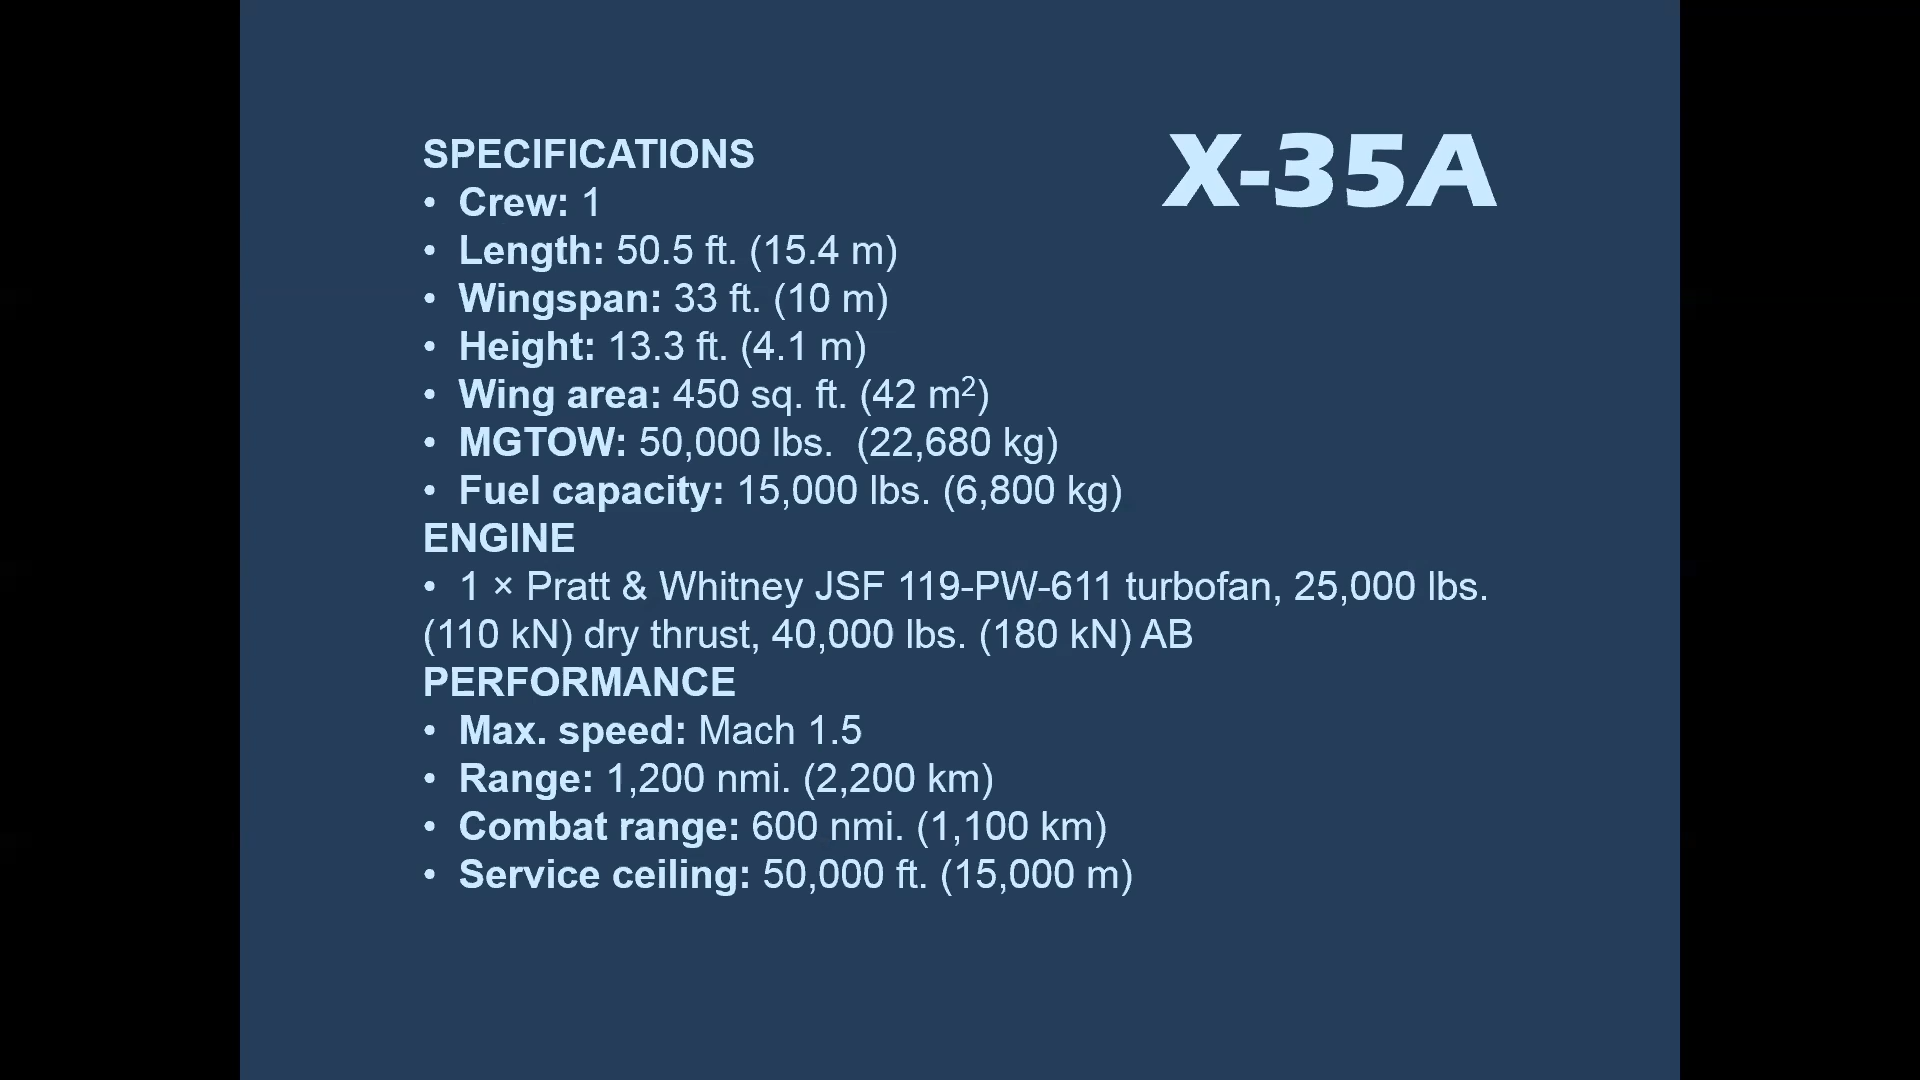 X-35A
SPECIFICATIONS
• Crew: 1
• Length: 50.5 ft. (15.4 m)
• Wingspan: 33 ft. (10 m)
• Height: 13.3 ft. (4.1 m)
• Wing area: 450 sq. ft. (42 m²)
• MGTOW: 50,000 lbs.  (22,680 kg)
• Fuel capacity: 15,000 lbs. (6,800 kg)
ENGINE
• 1 × Pratt & Whitney JSF 119-PW-611 turbofan, 25,000 lbs.
(110 kN) dry thrust, 40,000 lbs. (180 kN) AB
PERFORMANCE
• Max. speed: Mach 1.5
• Range: 1,200 nmi. (2,200 km)
• Combat range: 600 nmi. (1,100 km)
• Service ceiling: 50,000 ft. (15,000 m)